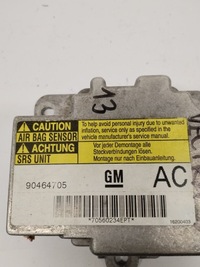 13
CAUTION
AIR BAG SENSOR
To help avoid personal injury due to unwanted
inflation, service only as specified in the
vehicle manufacturer's service manual.
ACHTUNG
SRS UNIT
Vor jeder Demontage alle
Steckverbindungen lösen.
Montage nur nach Einbauanleitung.
90464705
GM
AC
*70560234EPT*
16200403